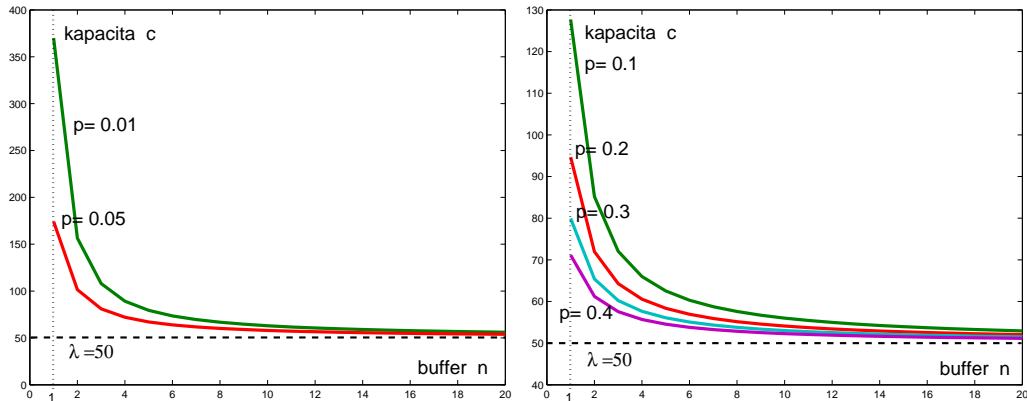 400
kapacita c
350
300
p= 0.01
250
200
p= 0.05
150
100
50
λ =50
buffer n
0
0 1 2 4 6 8 10 12 14 16 18 20
130
kapacita c
120
p= 0.1
110
100
p= 0.2
90
80
p= 0.3
70
60
p= 0.4
50
λ =50
buffer n
40
0 1 2 4 6 8 10 12 14 16 18 20